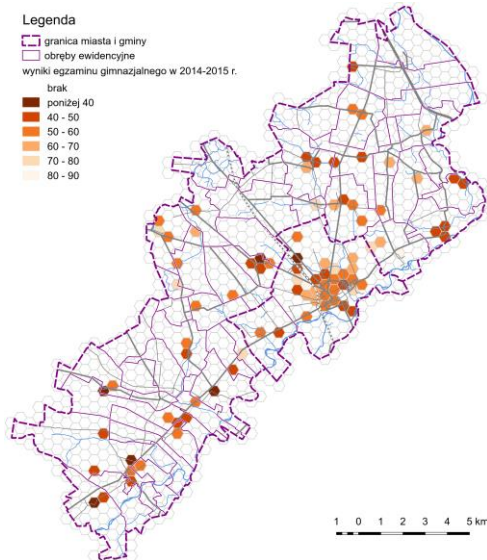 Legenda
granica miasta i gminy
obręby ewidencyjne
wyniki egzaminu gimnazjalnego w 2014-2015 r.
brak
poniżej 40
40 - 50
50 - 60
60 - 70
70 - 80
80 - 90
1 0 1 2 3 4 5 km